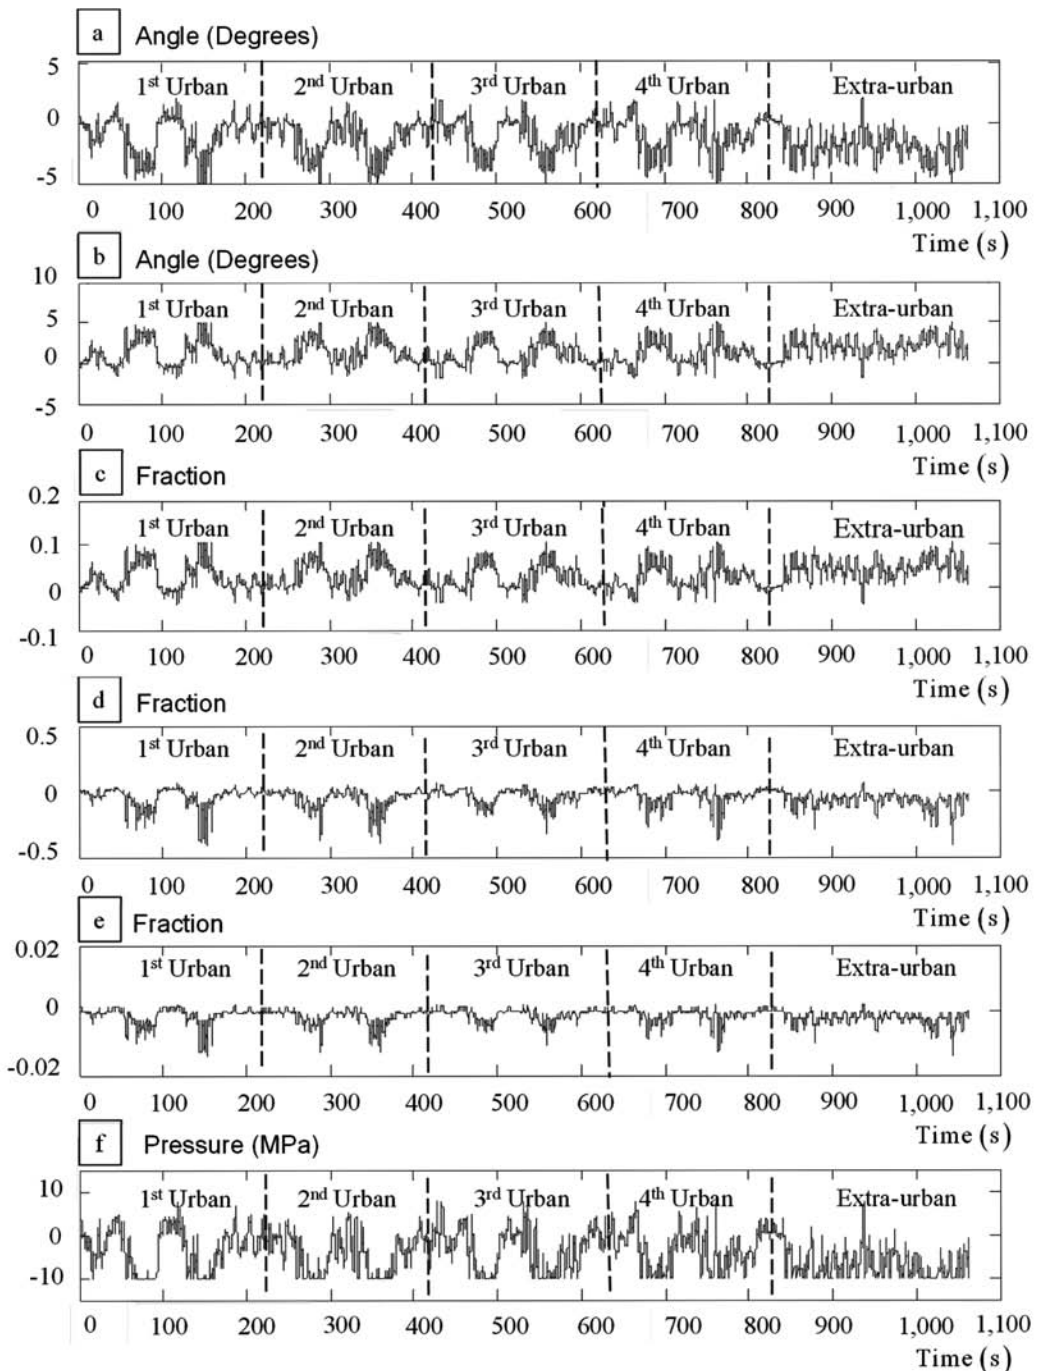 a Angle (Degrees)
5
1st Urban 2nd Urban 3rd Urban 4th Urban Extra-urban
0
-5
0 100 200 300 400 500 600 700 800 900 1,000 1,100
Time (s)
b Angle (Degrees)
10
1st Urban 2nd Urban 3rd Urban 4th Urban Extra-urban
5
0
-5
0 100 200 300 400 500 600 700 800 900 1,000 1,100
Time (s)
c Fraction
0.2
1st Urban 2nd Urban 3rd Urban 4th Urban Extra-urban
0.1
0
-0.1
0 100 200 300 400 500 600 700 800 900 1,000 1,100
Time (s)
d Fraction
0.5
1st Urban 2nd Urban 3rd Urban 4th Urban Extra-urban
0
-0.5
0 100 200 300 400 500 600 700 800 900 1,000 1,100
Time (s)
e Fraction
0.02
1st Urban 2nd Urban 3rd Urban 4th Urban Extra-urban
0
-0.02
0 100 200 300 400 500 600 700 800 900 1,000 1,100
Time (s)
f Pressure (MPa)
10
1st Urban 2nd Urban 3rd Urban 4th Urban Extra-urban
0
-10
0 100 200 300 400 500 600 700 800 900 1,000 1,100
Time (s)